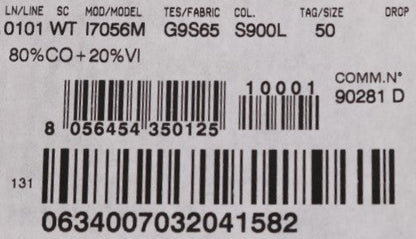 LN/LINE SC MOD/MODEL TES/FABRIC COL. TAG/SIZE DROP
0101 WT I7056M G9S65 S900L 50
80%CO+20%VI
10001 COMM.N°
90281 D
8 056454 350125
131
0634007032041582